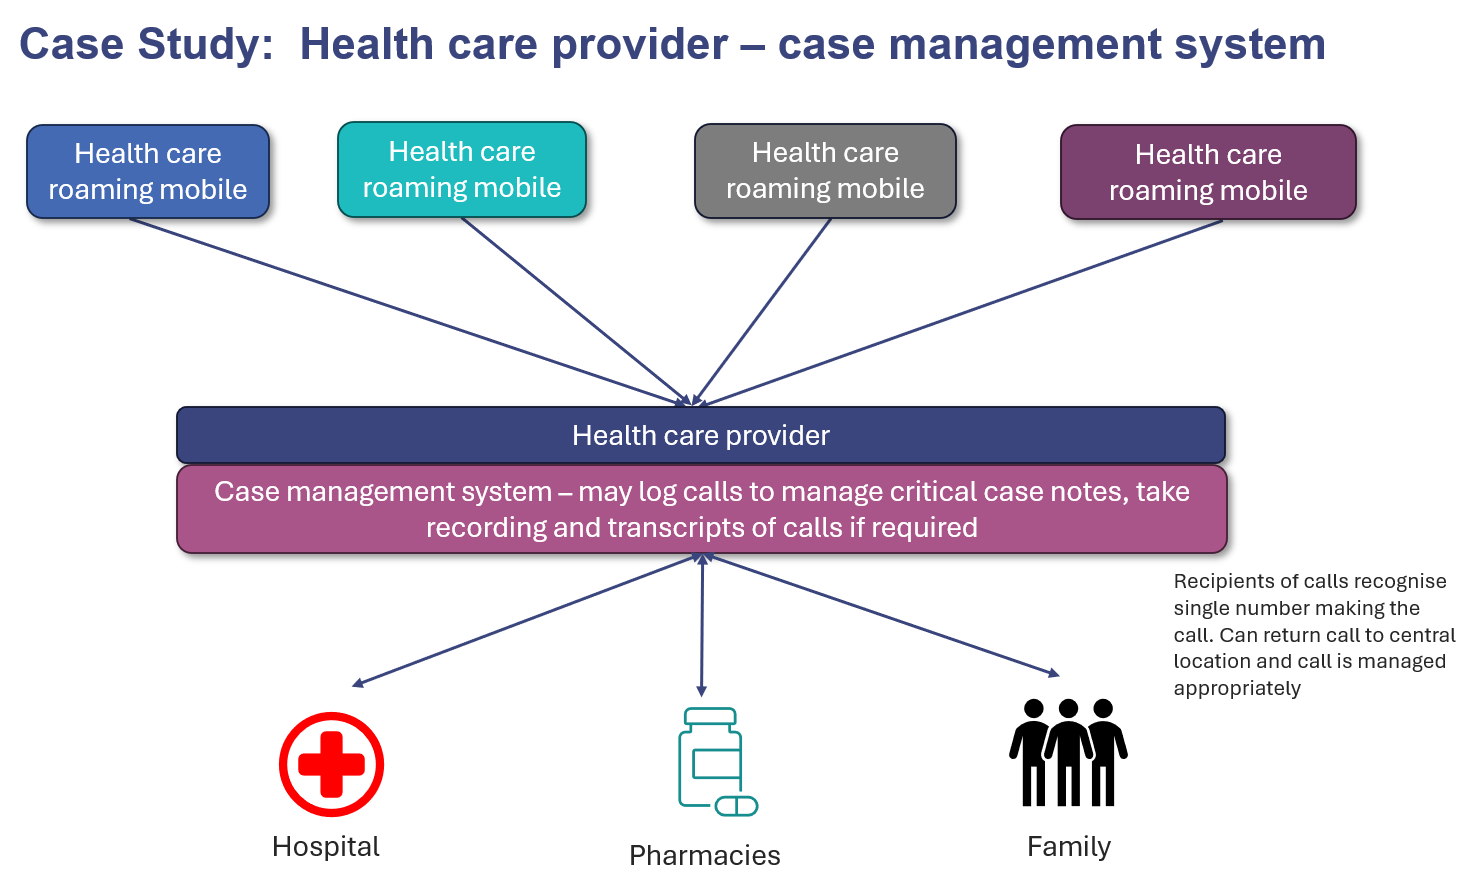 Case Study:  Health care provider – case management system
Health care
roaming mobile
Health care
roaming mobile
Health care
roaming mobile
Health care
roaming mobile
Health care provider
Case management system – may log calls to manage critical case notes, take
recording and transcripts of calls if required
Recipients of calls recognise
single number making the
call. Can return call to central
location and call is managed
appropriately
Hospital
Pharmacies
Family